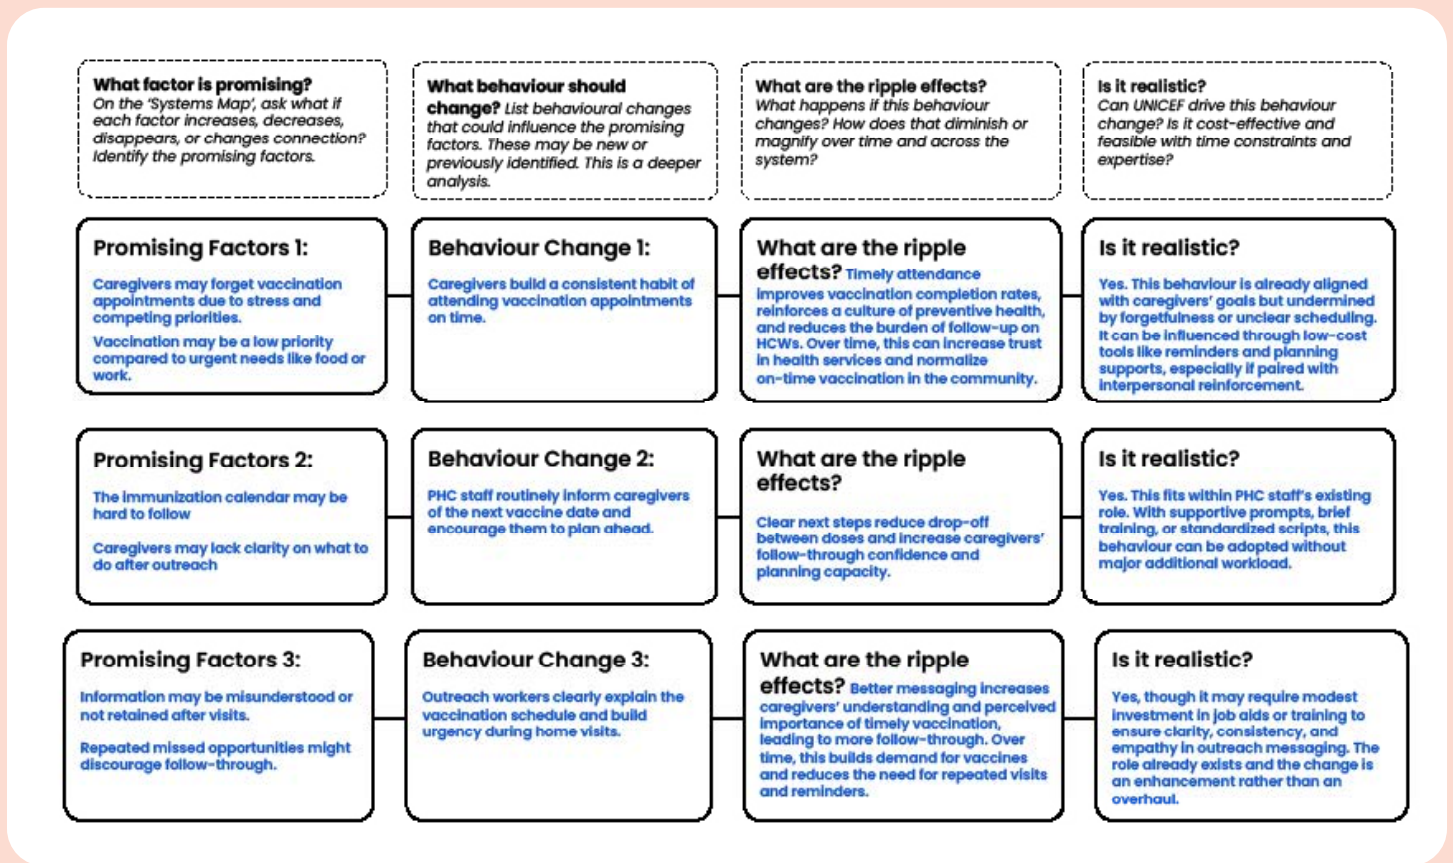 What factor is promising?
On the 'Systems Map', ask what if
each factor increases, decreases,
disappears, or changes connection?
Identify the promising factors.
What behaviour should
change? List behavioural changes
that could influence the promising
factors. These may be new or
previously identified. This is a deeper
analysis.
What are the ripple effects?
What happens if this behaviour
changes? How does that diminish or
magnify over time and across the
system?
Is it realistic?
Can UNICEF drive this behaviour
change? Is it cost-effective and
feasible with time constraints and
expertise?
Promising Factors 1:
Caregivers may forget vaccination
appointments due to stress and
competing priorities.
Vaccination may be a low priority
compared to urgent needs like food or
work.
Behaviour Change 1:
Caregivers build a consistent habit of
attending vaccination appointments
on time.
What are the ripple
effects? Timely attendance
improves vaccination completion rates,
reinforces a culture of preventive health,
and reduces the burden of follow-up on
HCWs. Over time, this can increase trust
in health services and normalize
on-time vaccination in the community.
Is it realistic?
Yes. This behaviour is already aligned
with caregivers' goals but undermined
by forgetfulness or unclear scheduling.
It can be influenced through low-cost
tools like reminders and planning
supports, especially if paired with
interpersonal reinforcement.
Promising Factors 2:
The immunization calendar may be
hard to follow
Caregivers may lack clarity on what to
do after outreach
Behaviour Change 2:
PHC staff routinely inform caregivers
of the next vaccine date and
encourage them to plan ahead.
What are the ripple
effects?
Clear next steps reduce drop-off
between doses and increase caregivers'
follow-through confidence and
planning capacity.
Is it realistic?
Yes. This fits within PHC staff's existing
role. With supportive prompts, brief
training, or standardized scripts, this
behaviour can be adopted without
major additional workload.
Promising Factors 3:
Information may be misunderstood or
not retained after visits.
Repeated missed opportunities might
discourage follow-through.
Behaviour Change 3:
Outreach workers clearly explain the
vaccination schedule and build
urgency during home visits.
What are the ripple
effects? Better messaging increases
caregivers' understanding and perceived
importance of timely vaccination,
leading to more follow-through. Over
time, this builds demand for vaccines
and reduces the need for repeated visits
and reminders.
Is it realistic?
Yes, though it may require modest
investment in job aids or training to
ensure clarity, consistency, and
empathy in outreach messaging. The
role already exists and the change is
an enhancement rather than an
overhaul.